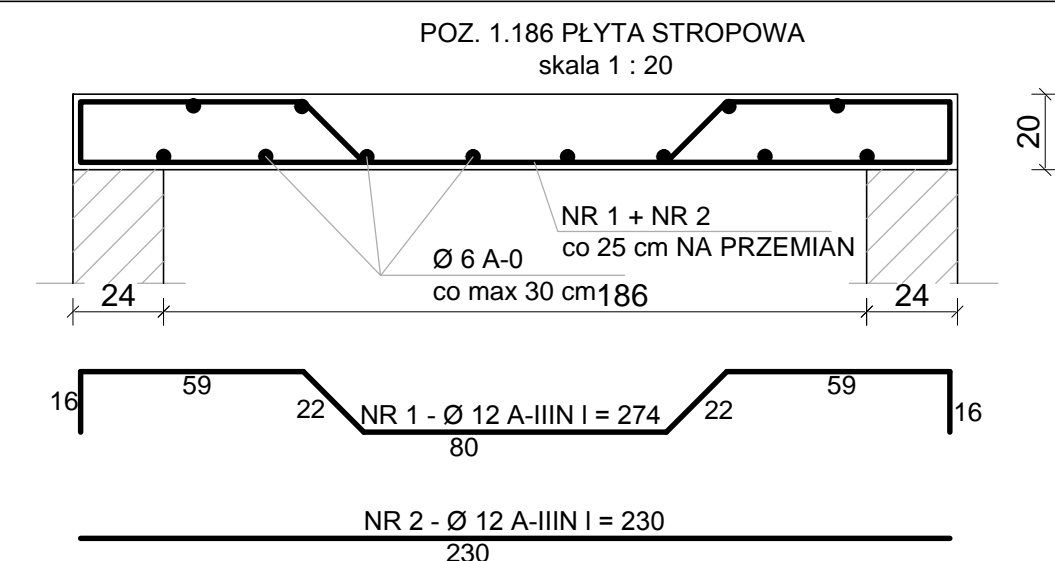 POZ. 1.186 PŁYTA STROPOWA
skala 1 : 20
20
NR 1 + NR 2
co 25 cm NA PRZEMIAN
Ø 6 A-0
co max 30 cm
24
186
24
16
59
22
NR 1 - Ø 12 A-IIIN l = 274
80
22
59
16
NR 2 - Ø 12 A-IIIN l = 230
230